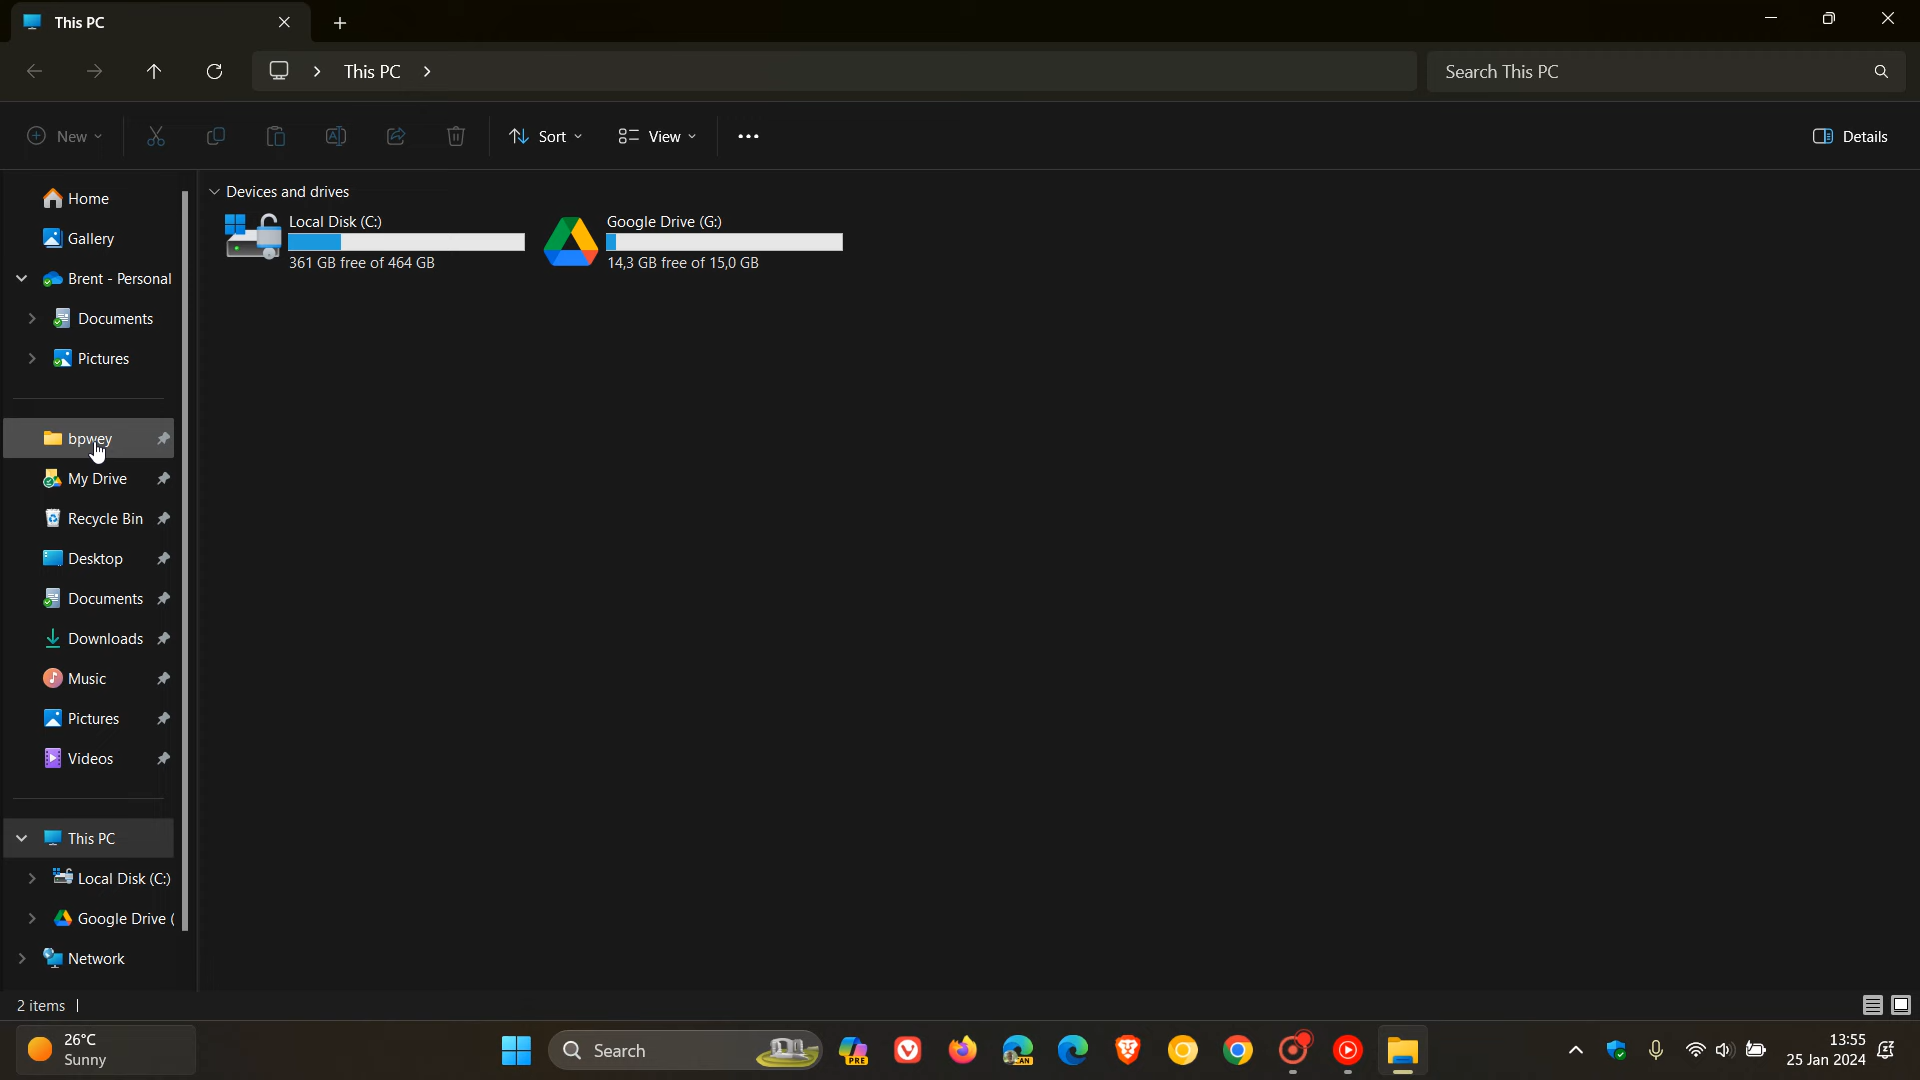 This PC
This PC
Search This PC
New
Sort
View
Details
Home
Gallery
Brent - Personal
Documents
Pictures
bpwey
My Drive
Recycle Bin
Desktop
Documents
Downloads
Music
Pictures
Videos
This PC
Local Disk (C:)
Google Drive (
Network
Devices and drives
Local Disk (C:)
361 GB free of 464 GB
Google Drive (G:)
14,3 GB free of 15,0 GB
2 items
26°C
Sunny
Search
PRE
CAN
13:55
25 Jan 2024